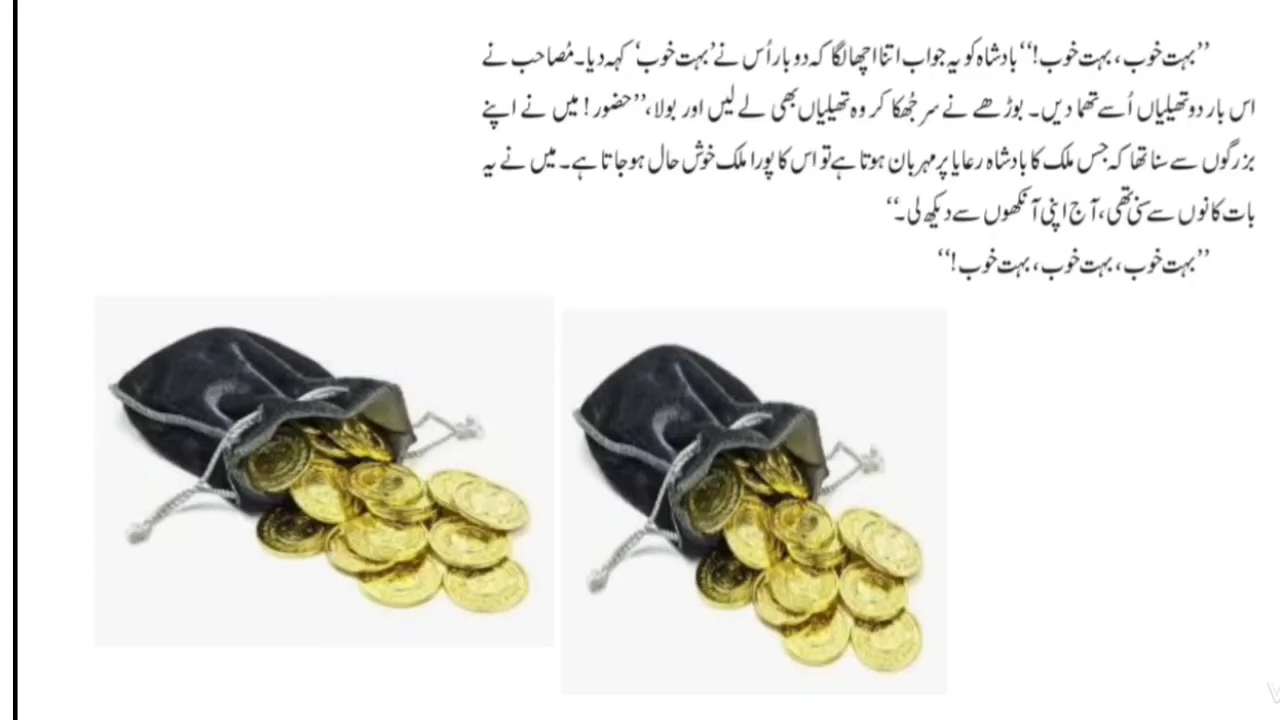 ”بہت خوب، بہت خوب!“ بادشاہ کو یہ جواب اتنا اچھا لگا کہ دو بار اُس نے ’بہت خوب‘ کہہ دیا۔ مُصاحب نے
اس بار دو تھیلیاں اُسے تھما دیں۔ بوڑھے نے سر جُھکا کر وہ تھیلیاں بھی لے لیں اور بولا، ”حضور! میں نے اپنے
بزرگوں سے سنا تھا کہ جس ملک کا بادشاہ رعایا پر مہربان ہوتا ہے تو اس کا پورا ملک خوش حال ہو جاتا ہے۔ میں نے یہ
بات کانوں سے سنی تھی، آج اپنی آنکھوں سے دیکھ لی۔“
”بہت خوب، بہت خوب، بہت خوب!“